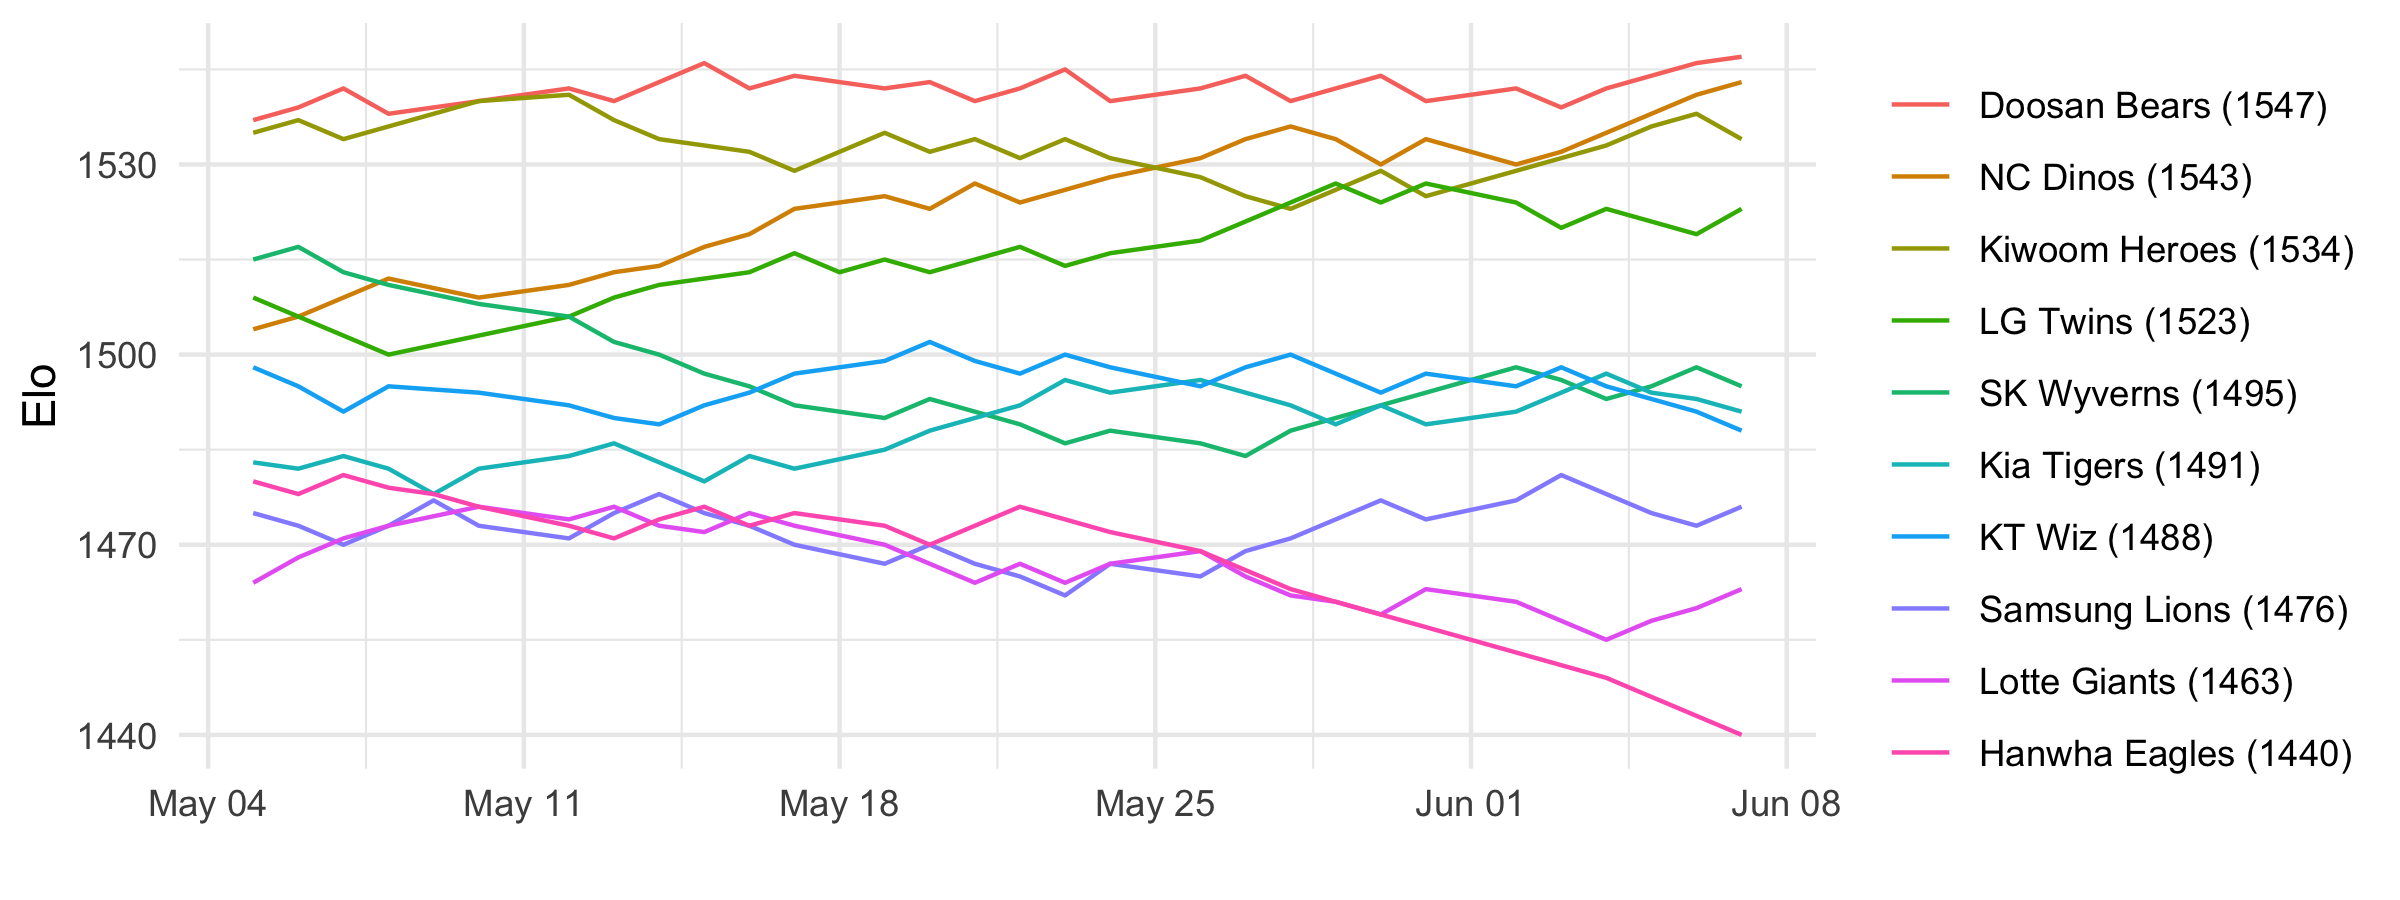 Elo
1530
1500
1470
1440
May 04
May 11
May 18
May 25
Jun 01
Jun 08
Doosan Bears (1547)
NC Dinos (1543)
Kiwoom Heroes (1534)
LG Twins (1523)
SK Wyverns (1495)
Kia Tigers (1491)
KT Wiz (1488)
Samsung Lions (1476)
Lotte Giants (1463)
Hanwha Eagles (1440)